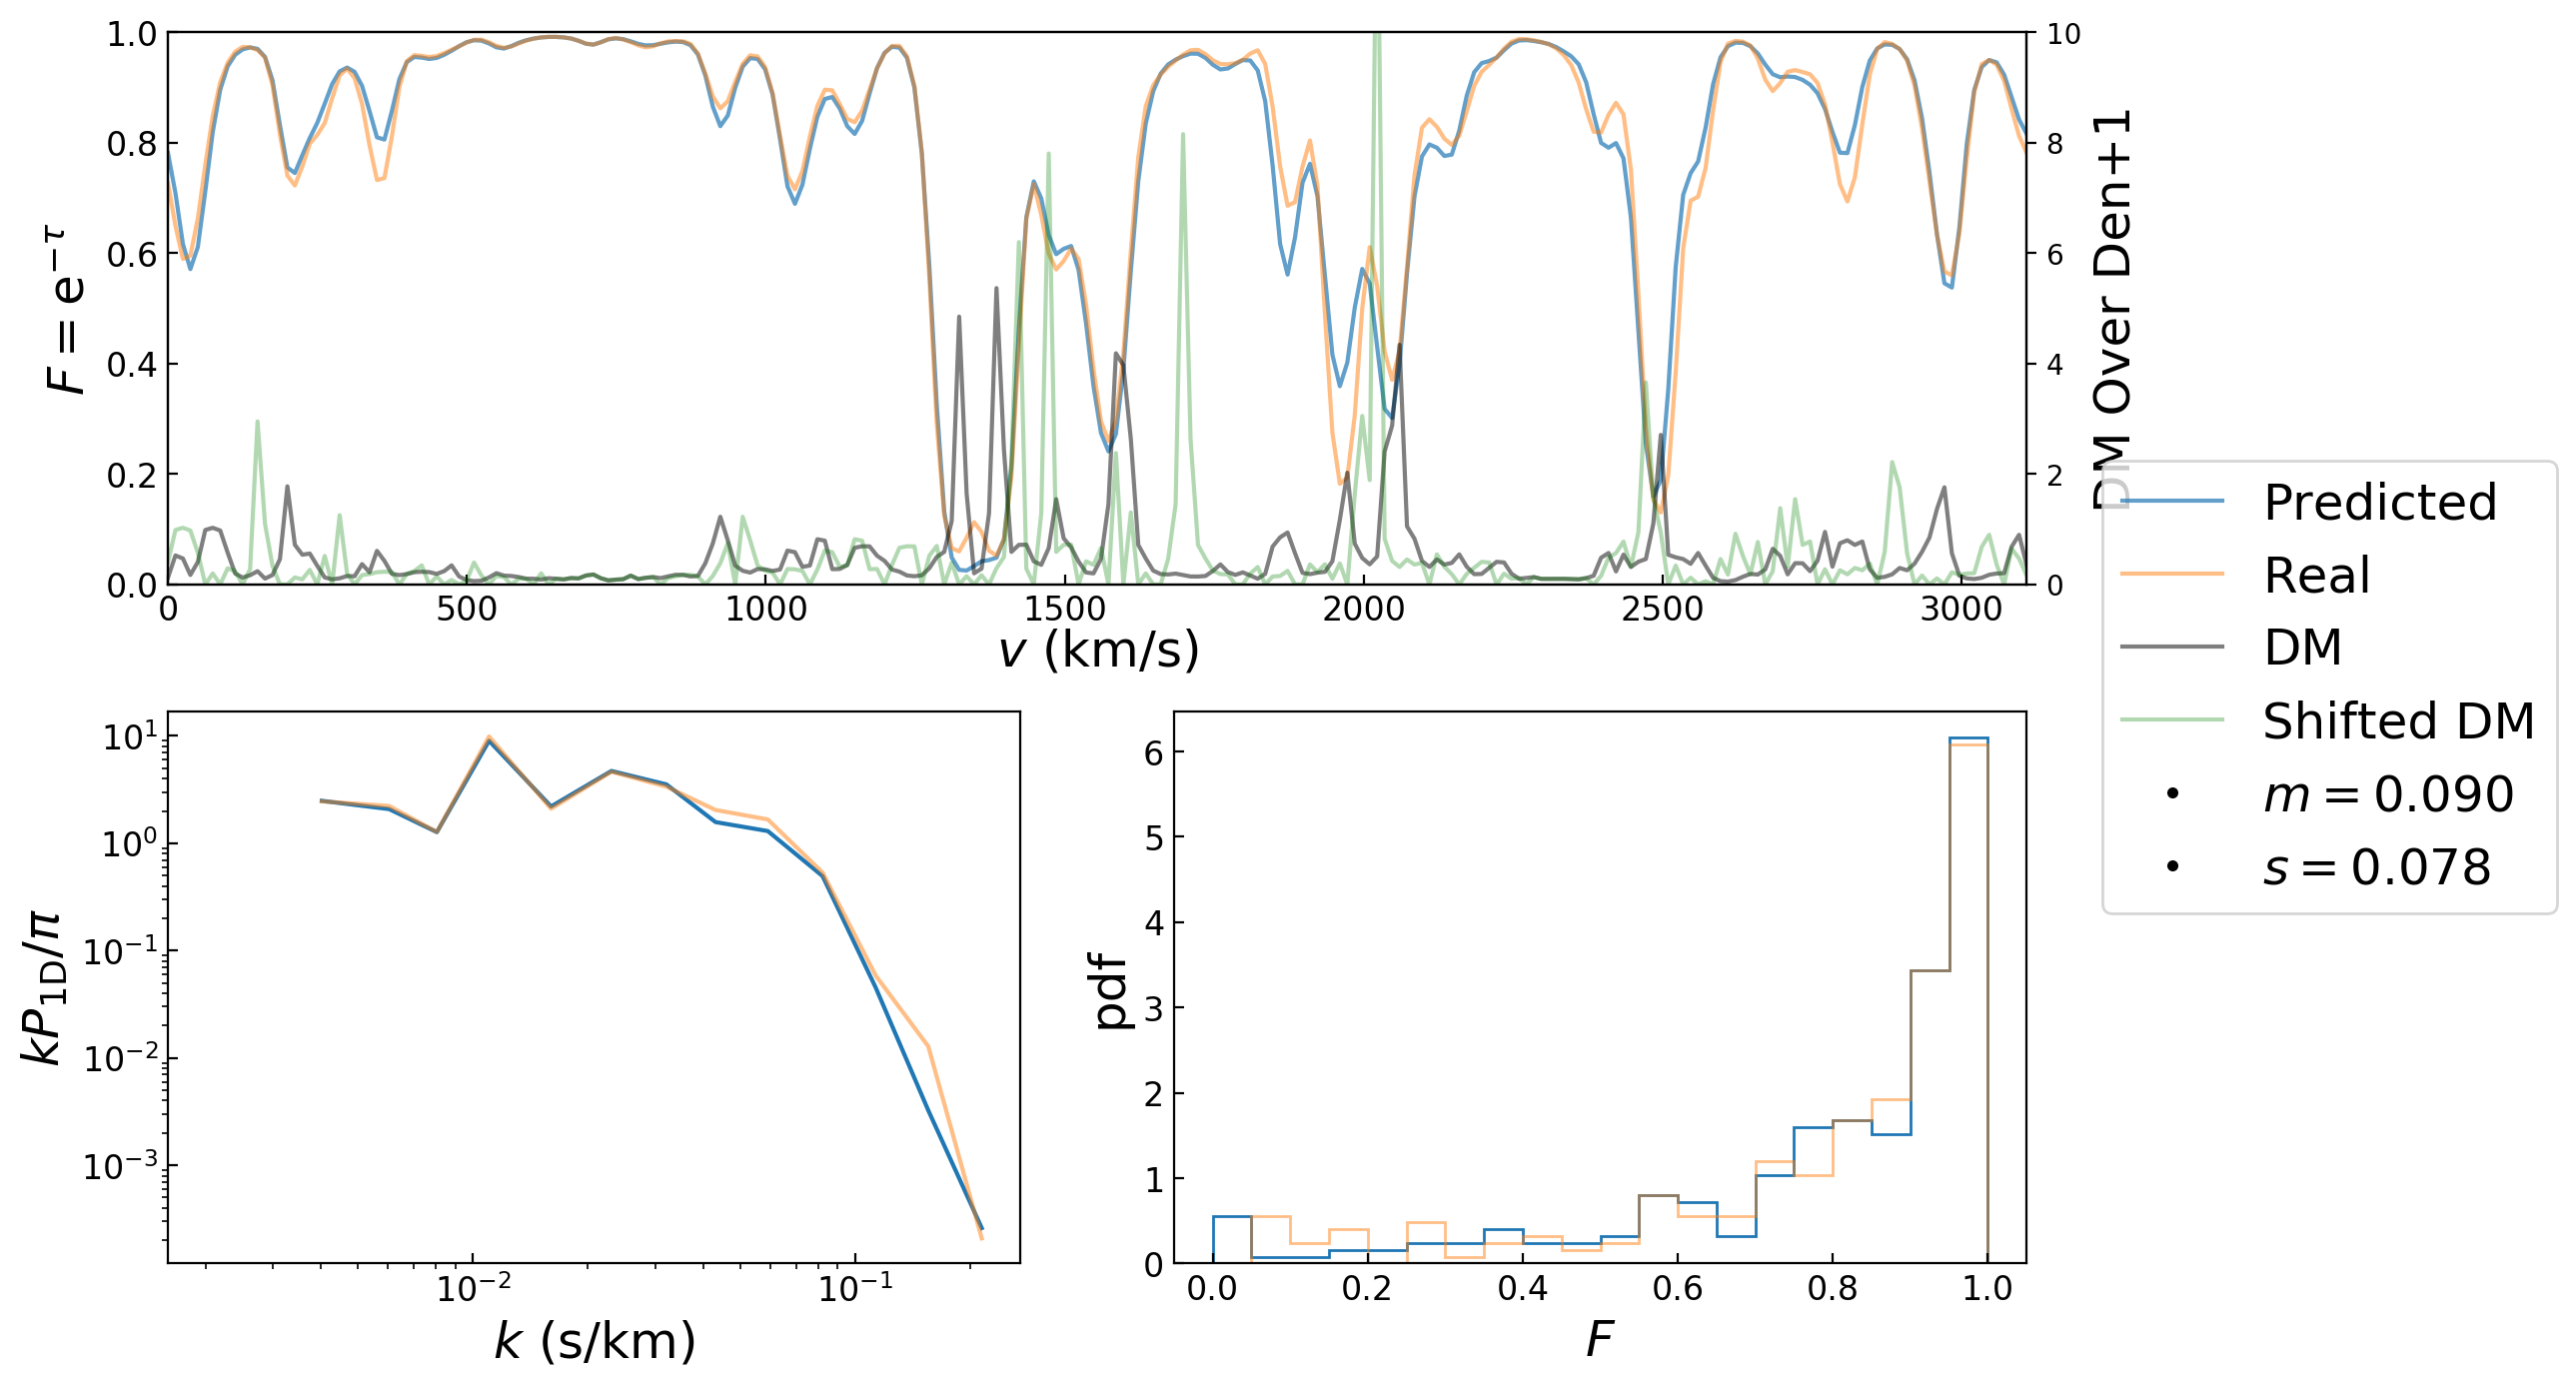 1.0
0.8
0.6
0.4
0.2
0.0
F = e^{-τ}
10
8
6
4
2
0
DM Over Den+1
0 500 1000 1500 2000 2500 3000
v (km/s)
Predicted
Real
DM
Shifted DM
m = 0.090
s = 0.078
10^1
10^0
10^{-1}
10^{-2}
10^{-3}
kP_{1D}/π
10^{-2} 10^{-1}
k (s/km)
6
5
4
3
2
1
0
pdf
0.0 0.2 0.4 0.6 0.8 1.0
F